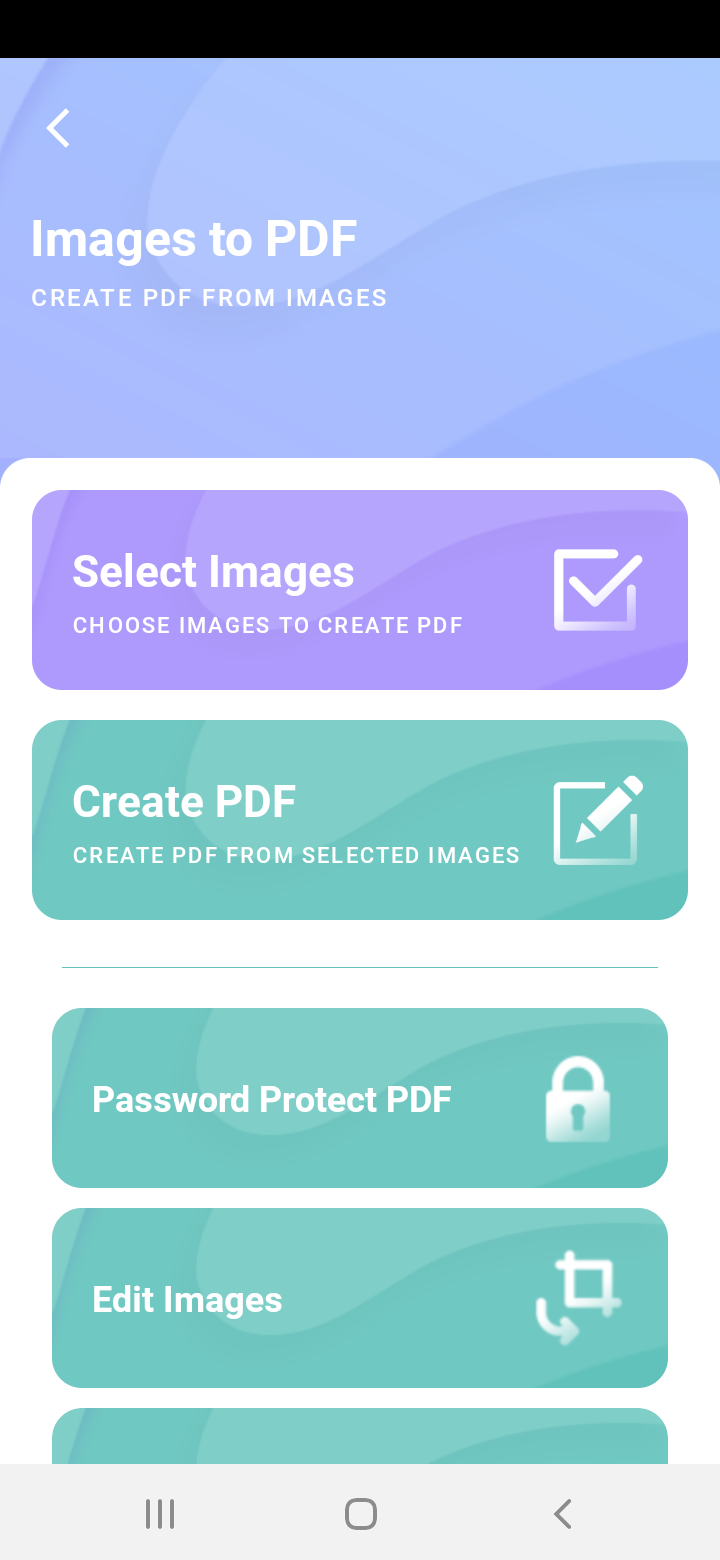 Images to PDF
CREATE PDF FROM IMAGES
Select Images
CHOOSE IMAGES TO CREATE PDF
Create PDF
CREATE PDF FROM SELECTED IMAGES
Password Protect PDF
Edit Images